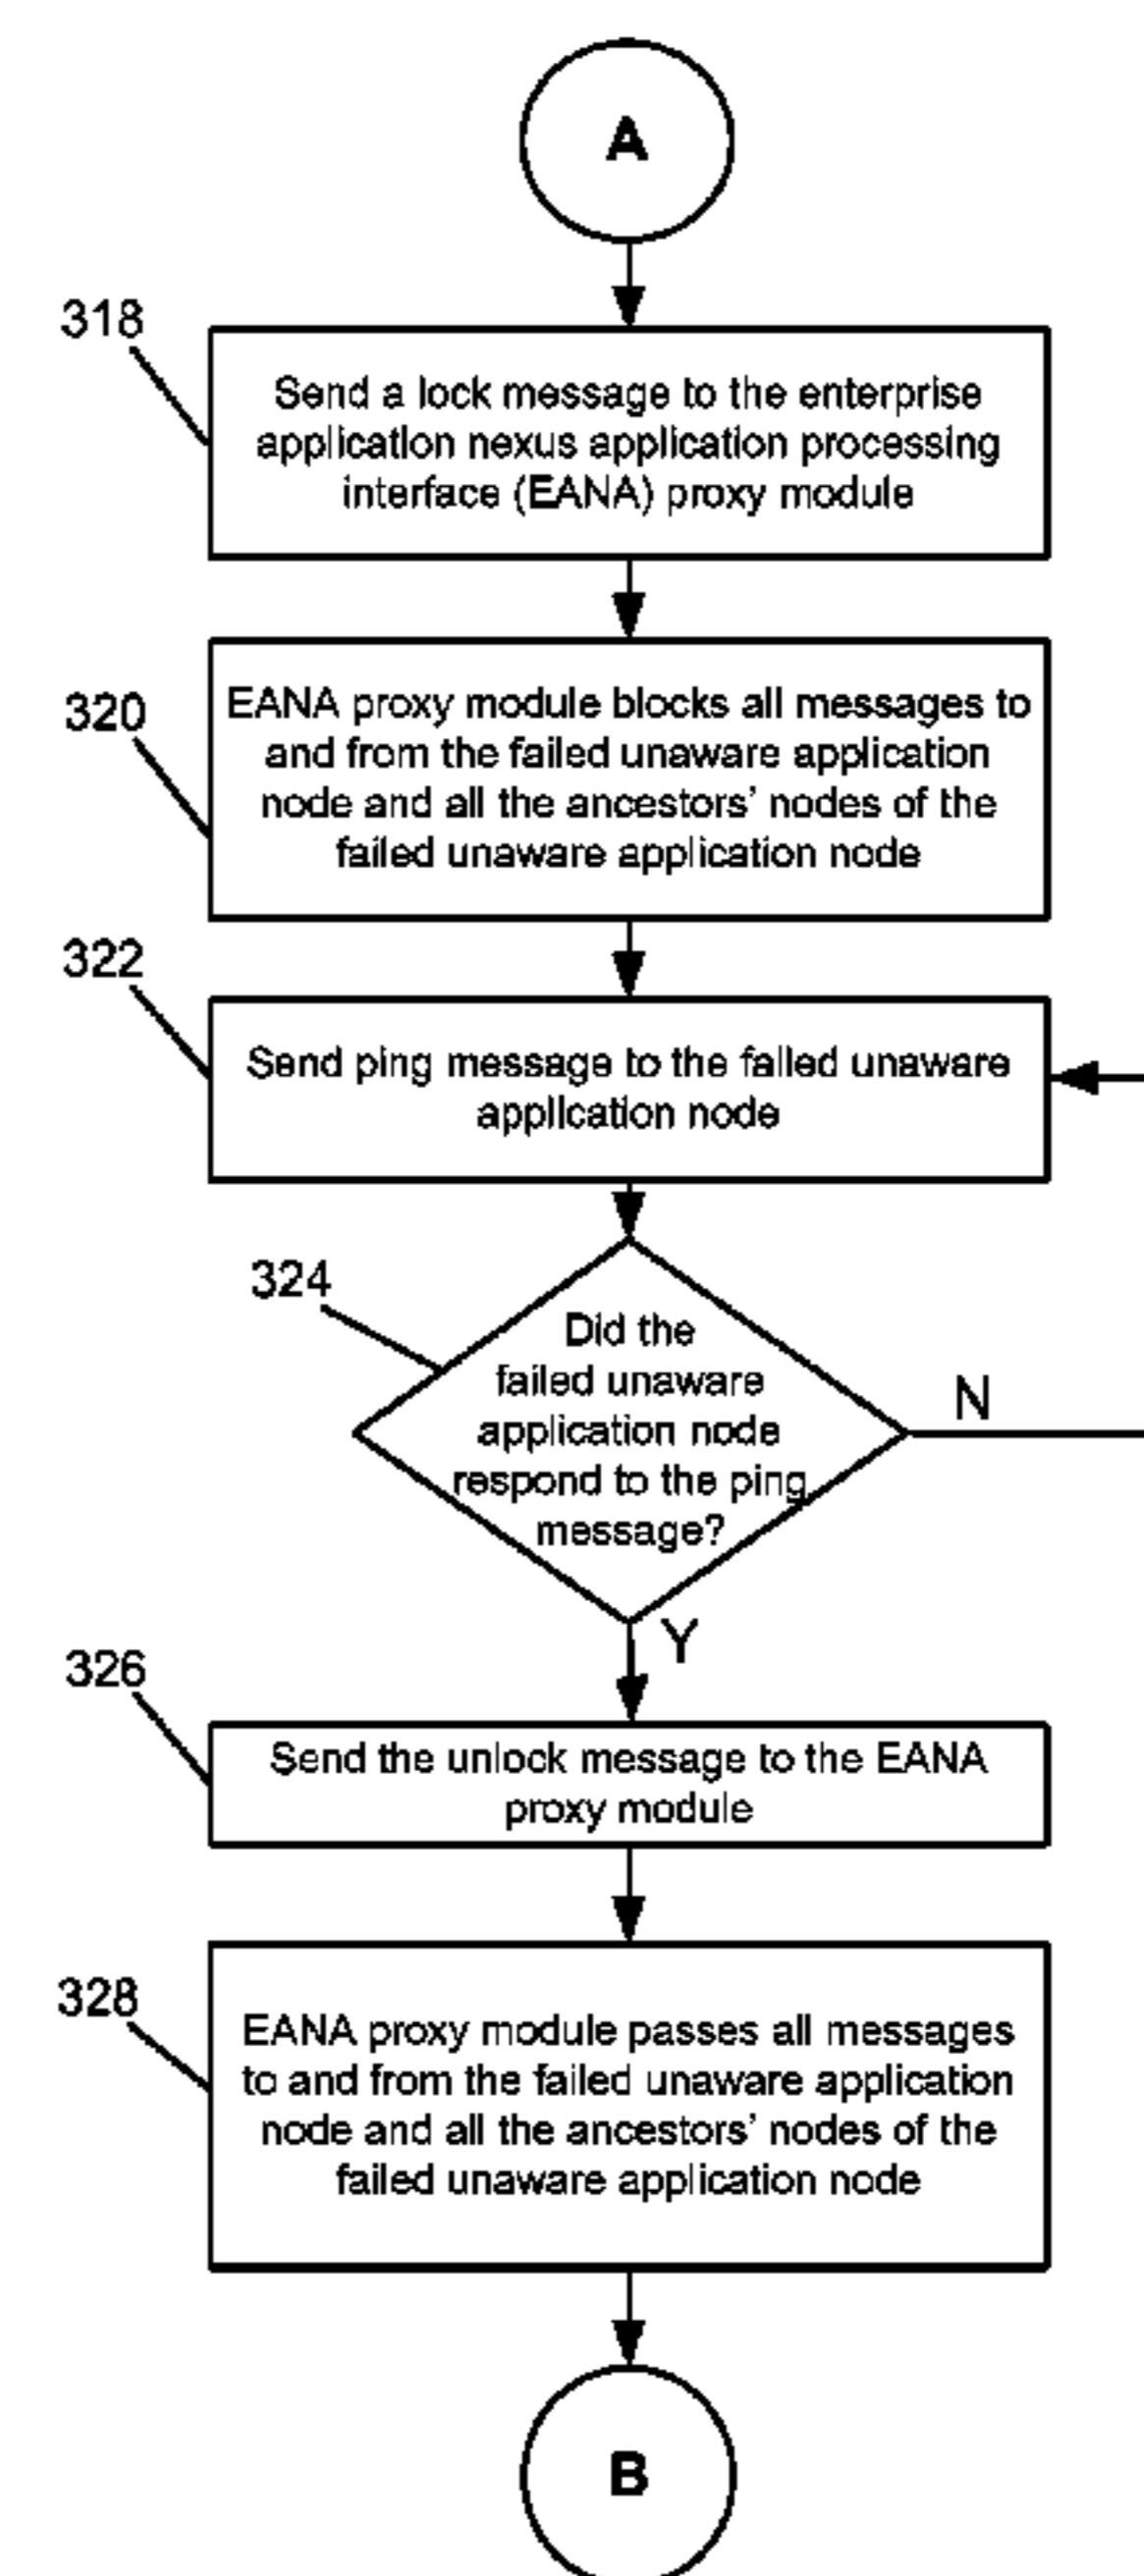 A
318
Send a lock message to the enterprise
application nexus application processing
interface (EANA) proxy module
320
EANA proxy module blocks all messages to
and from the failed unaware application
node and all the ancestors’ nodes of the
failed unaware application node
322
Send ping message to the failed unaware
application node
324
Did the
failed unaware
application node
respond to the ping
message?
N
Y
326
Send the unlock message to the EANA
proxy module
328
EANA proxy module passes all messages
to and from the failed unaware application
node and all the ancestors’ nodes of the
failed unaware application node
B